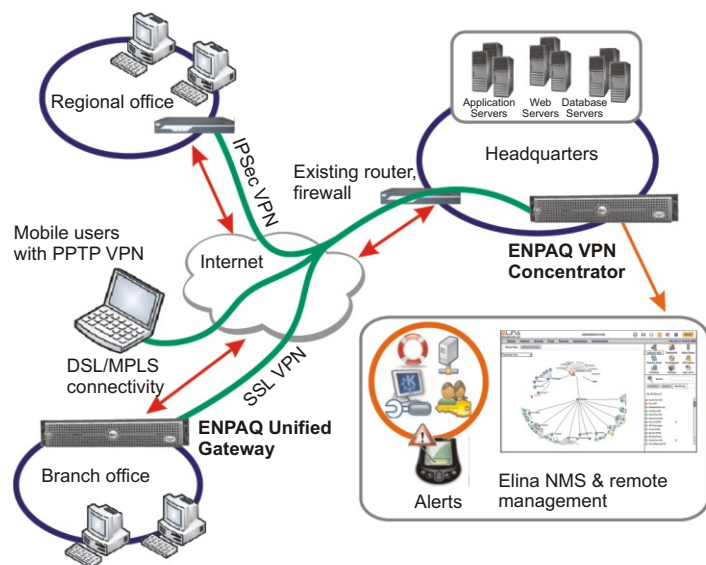 Regional office
IPSec VPN
Application
Servers
Web
Servers
Database
Servers
Headquarters
Existing router,
firewall
Mobile users
with PPTP VPN
Internet
ENPAQ VPN
Concentrator
DSL/MPLS
connectivity
SSL VPN
ENPAQ Unified
Gateway
Branch office
Alerts
Elina NMS & remote
management